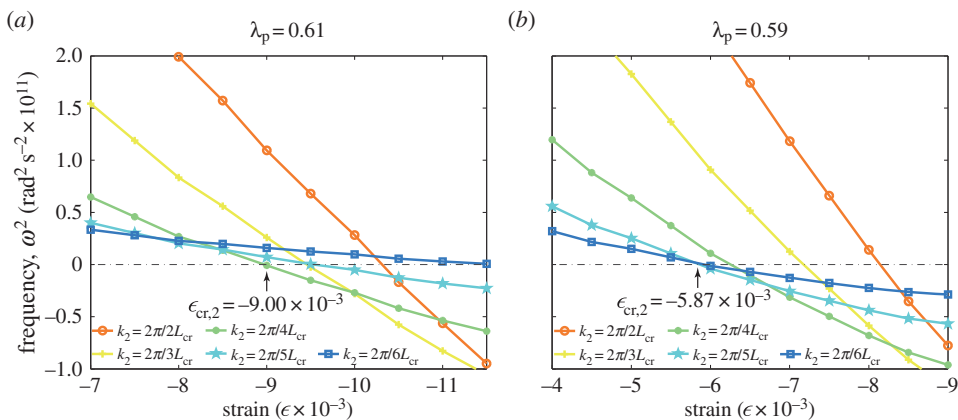 (a)
λp = 0.61
frequency, ω² (rad² s⁻² × 10¹¹)
2.0
1.5
1.0
0.5
0
–0.5
–1.0
ϵcr,2 = –9.00 × 10⁻³
k₂ = 2π/2Lcr
k₂ = 2π/4Lcr
k₂ = 2π/3Lcr
k₂ = 2π/5Lcr
k₂ = 2π/6Lcr
–7 –8 –9 –10 –11
strain (ϵ × 10⁻³)
(b)
λp = 0.59
ϵcr,2 = –5.87 × 10⁻³
k₂ = 2π/2Lcr
k₂ = 2π/4Lcr
k₂ = 2π/3Lcr
k₂ = 2π/5Lcr
k₂ = 2π/6Lcr
–4 –5 –6 –7 –8 –9
strain (ϵ × 10⁻³)